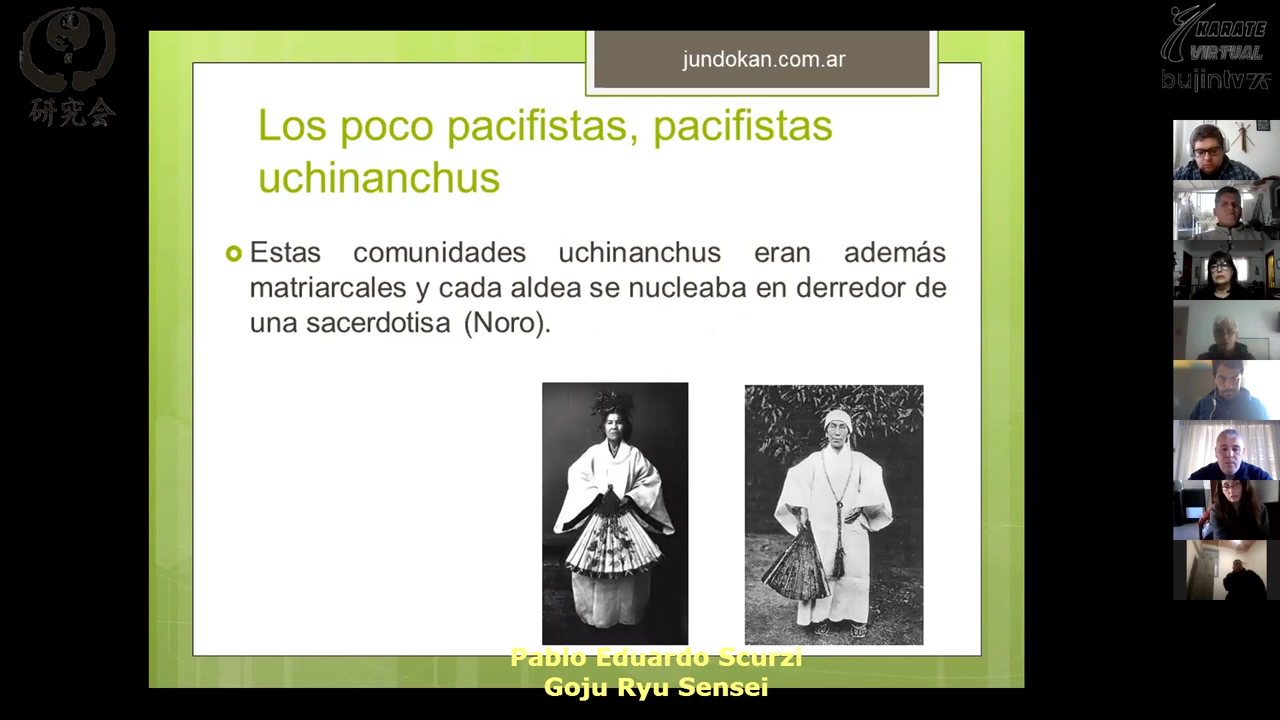 研究会
jundokan.com.ar
KARATE
VIRTUAL
bujintv
Los poco pacifistas, pacifistas
uchinanchus
Estas comunidades uchinanchus eran además
matriarcales y cada aldea se nucleaba en derredor de
una sacerdotisa (Noro).
Pablo Eduardo Scurzi
Goju Ryu Sensei